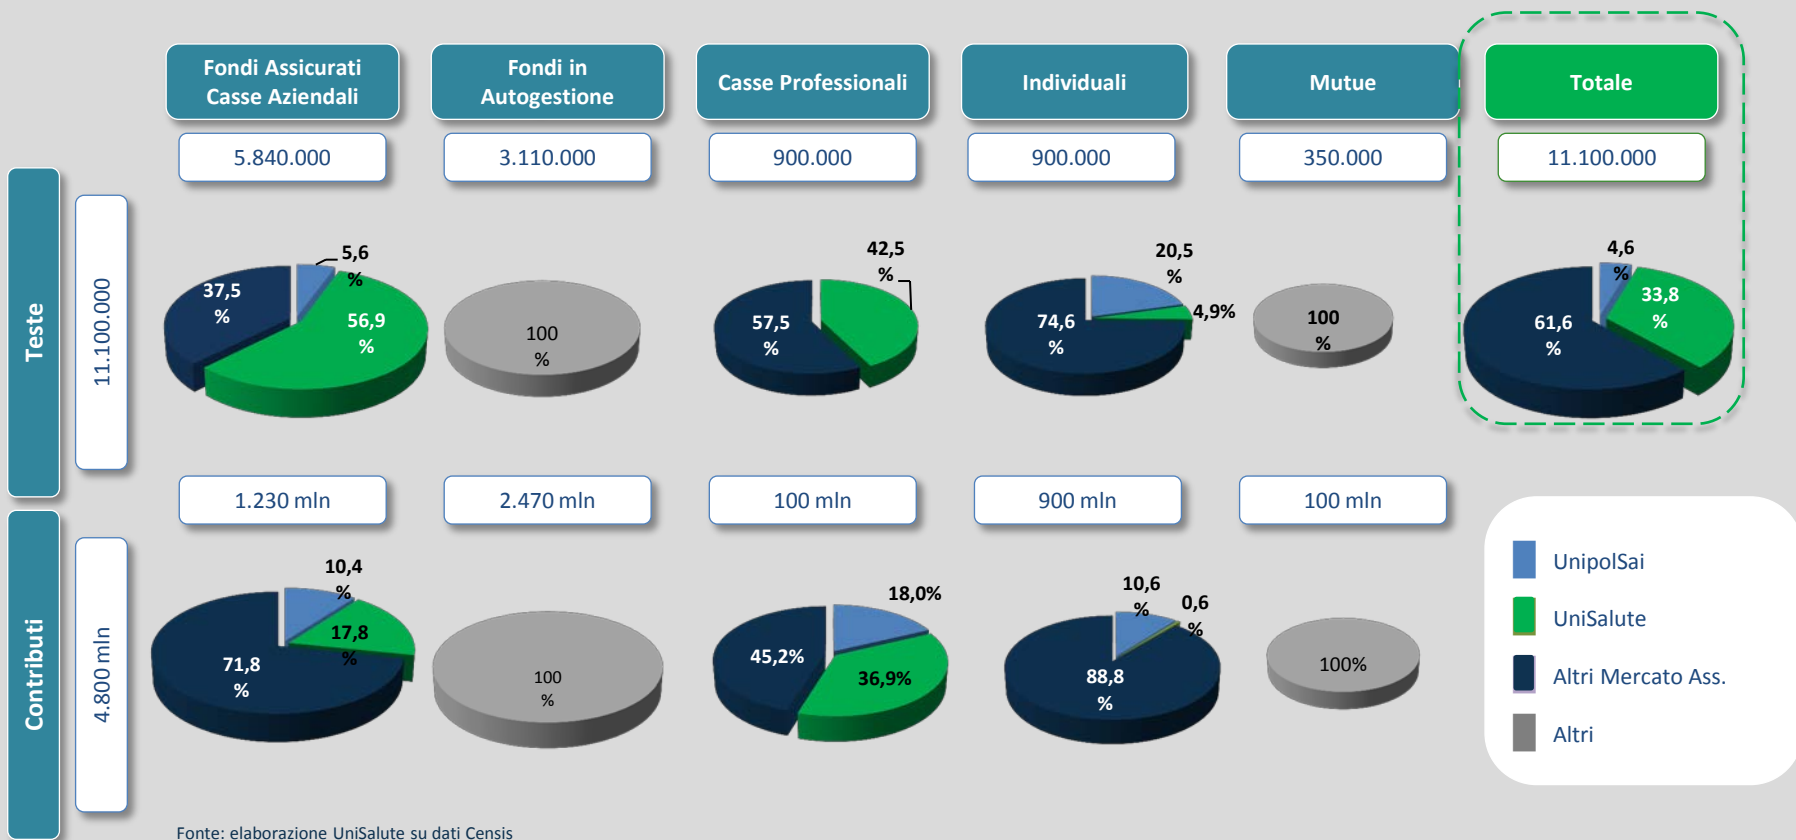 Fondi Assicurati
Casse Aziendali
Fondi in
Autogestione
Casse Professionali
Individuali
Mutue
Totale
5.840.000
3.110.000
900.000
900.000
350.000
11.100.000
Teste
11.100.000
5,6
%
37,5
%
56,9
%
100
%
42,5
%
57,5
%
20,5
%
4,9%
74,6
%
100
%
4,6
%
33,8
%
61,6
%
1.230 mln
2.470 mln
100 mln
900 mln
100 mln
Contributi
4.800 mln
10,4
%
17,8
%
71,8
%
100
%
18,0%
45,2%
36,9%
10,6
%
0,6
%
88,8
%
100%
UnipolSai
UniSalute
Altri Mercato Ass.
Altri
Fonte: elaborazione UniSalute su dati Censis